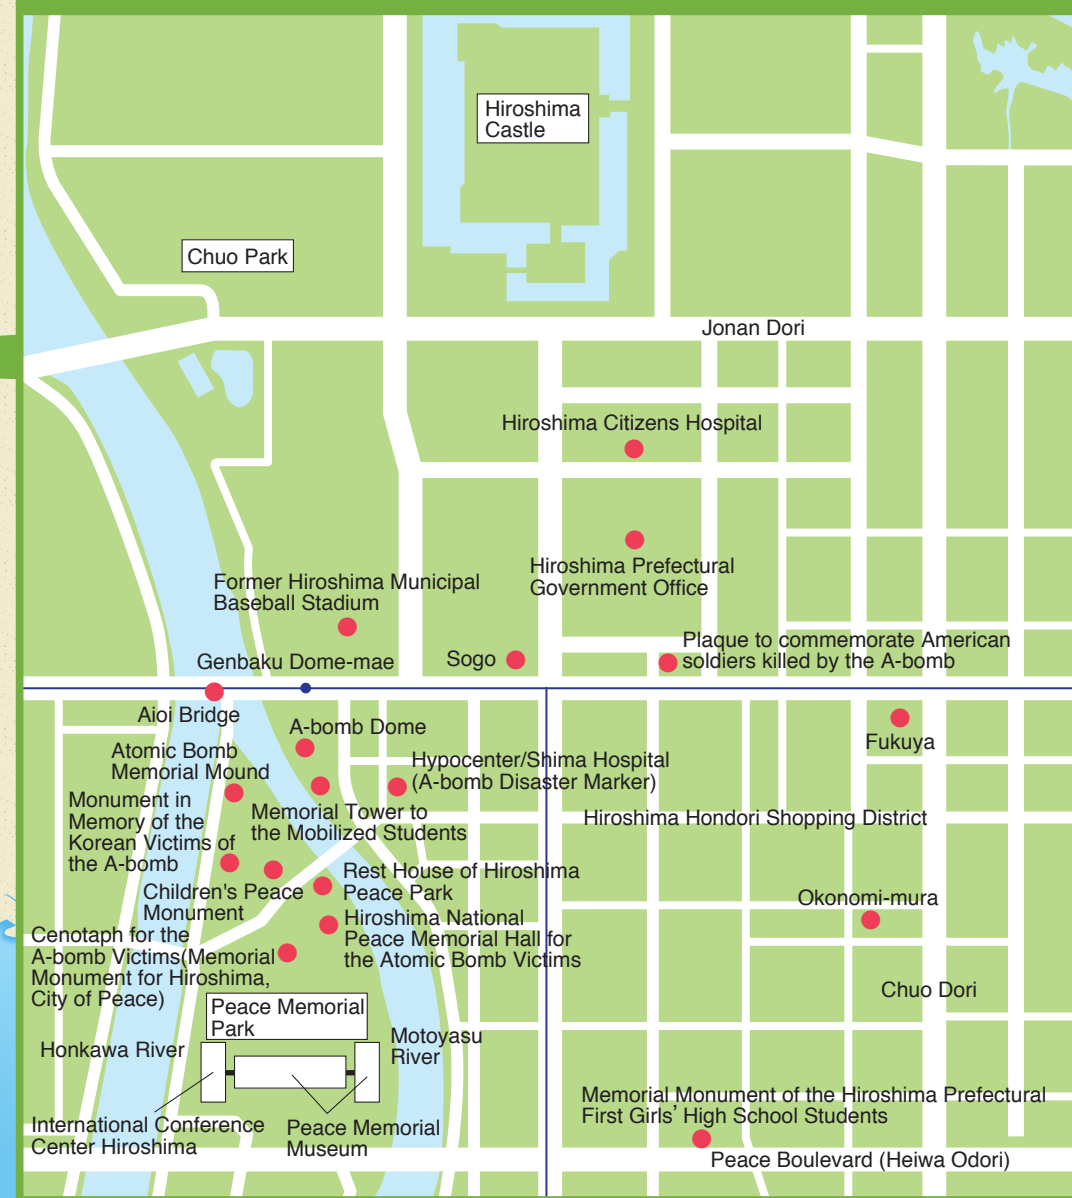 Hiroshima
Castle
Chuo Park
Jonan Dori
Hiroshima Citizens Hospital
Hiroshima Prefectural
Government Office
Former Hiroshima Municipal
Baseball Stadium
Plaque to commemorate American
soldiers killed by the A-bomb
Sogo
Genbaku Dome-mae
Aioi Bridge
A-bomb Dome
Fukuya
Atomic Bomb
Memorial Mound
Hypocenter/Shima Hospital
(A-bomb Disaster Marker)
Monument in
Memory of the
Korean Victims of
the A-bomb
Memorial Tower to
the Mobilized Students
Hiroshima Hondori Shopping District
Children's Peace
Monument
Rest House of Hiroshima
Peace Park
Okonomi-mura
Hiroshima National
Peace Memorial Hall for
the Atomic Bomb Victims
Cenotaph for the
A-bomb Victims(Memorial
Monument for Hiroshima,
City of Peace)
Chuo Dori
Peace Memorial
Park
Honkawa River
Motoyasu
River
International Conference
Center Hiroshima
Peace Memorial
Museum
Memorial Monument of the Hiroshima Prefectural
First Girls’ High School Students
Peace Boulevard (Heiwa Odori)